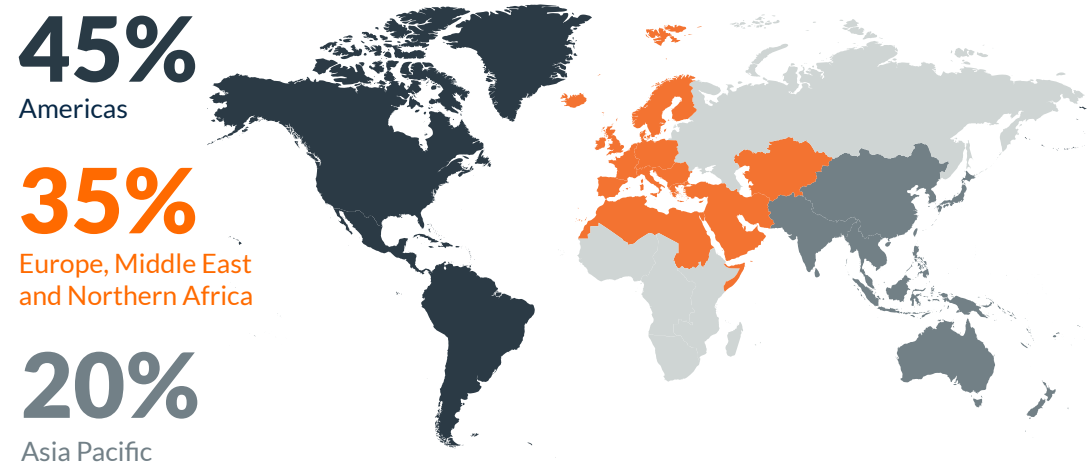 45%
Americas
35%
Europe, Middle East
and Northern Africa
20%
Asia Pacific